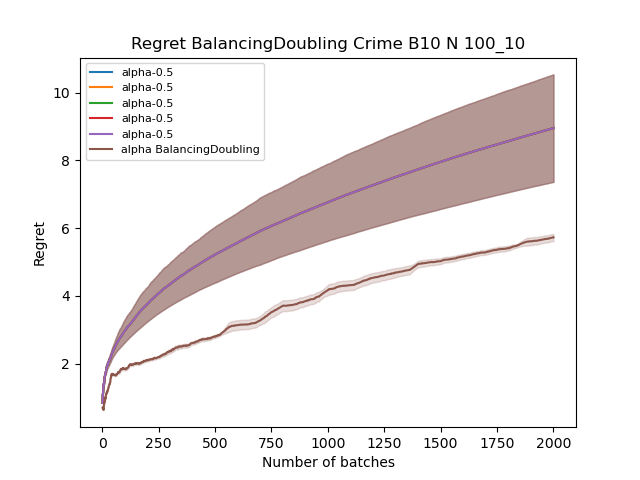 Regret BalancingDoubling Crime B10 N 100_10
alpha-0.5
alpha-0.5
alpha-0.5
alpha-0.5
alpha-0.5
alpha BalancingDoubling
10
8
6
4
2
Regret
0 250 500 750 1000 1250 1500 1750 2000
Number of batches